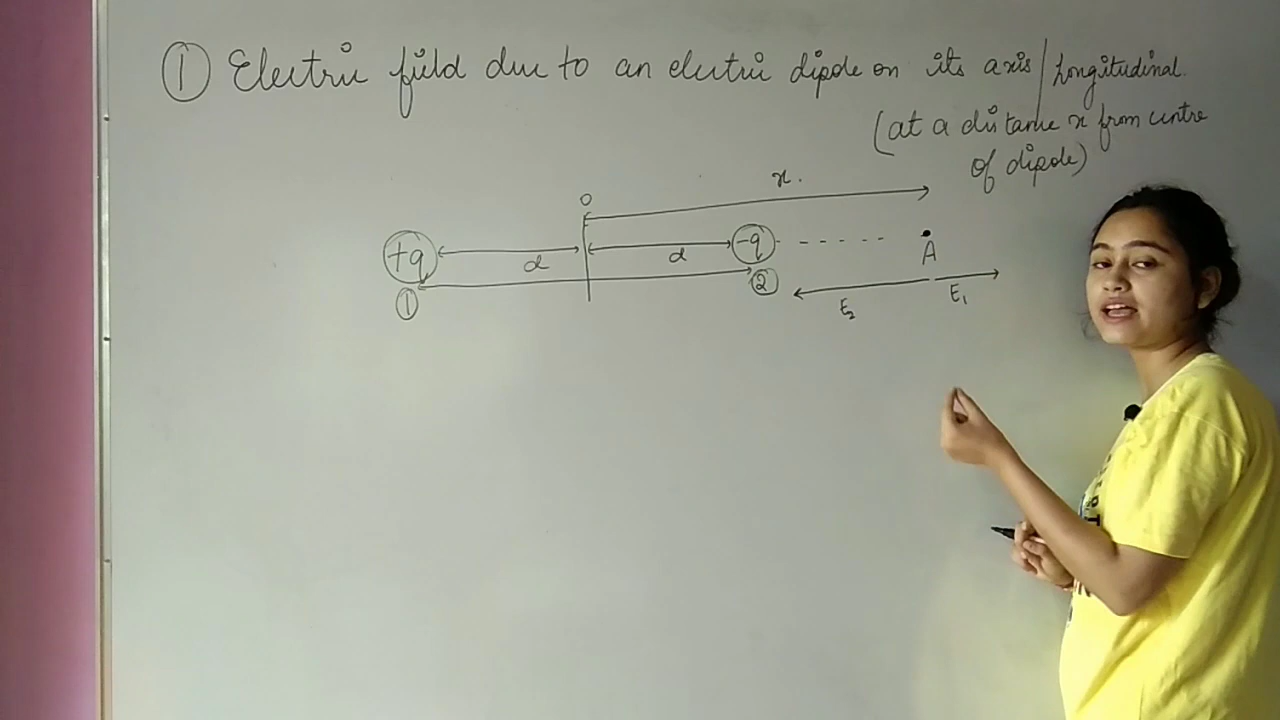 ① Electric field due to an electric dipole on its axis/Longitudinal.
(at a distance x from centre
of dipole)
x.
O
+q
-q
d
d
A
①
②
E₂
E₁